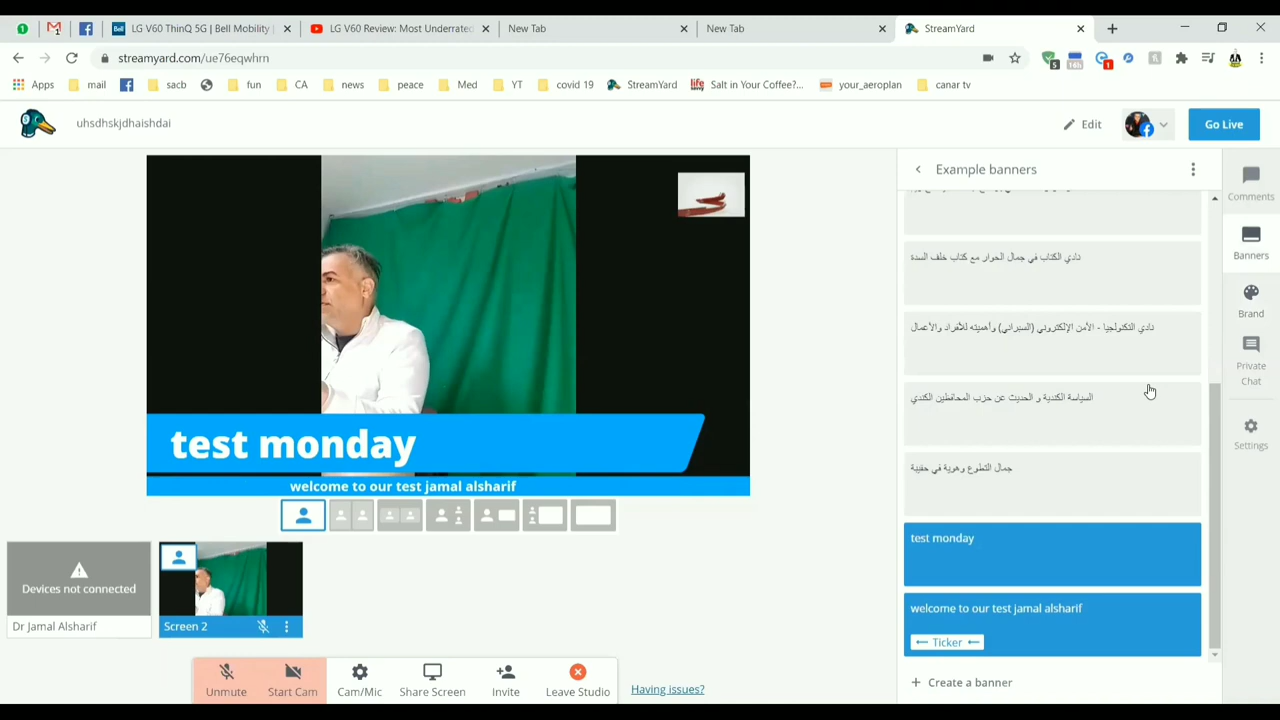 LG V60 ThinQ 5G | Bell Mobility
LG V60 Review: Most Underrated
New Tab
New Tab
StreamYard
streamyard.com/ue76eqwhrn
5
16h
1
Apps
mail
sacb
fun
CA
news
peace
Med
YT
covid 19
StreamYard
Salt in Your Coffee?...
your_aeroplan
canar tv
uhsdhskjdhaishdai
Edit
Go Live
Example banners
نادي الكتاب في جمال الحوار مع كتاب خلف السدة
نادي التكنولجيا - الأمن الإلكتروني (السبراني) وأهميته للأفراد والأعمال
السياسة الكندية و الحديث عن حزب المحافظين الكندي
جمال التطوع وهوية في حقيبة
test monday
welcome to our test jamal alsharif
Ticker
Create a banner
Comments
Banners
Brand
Private
Chat
Settings
test monday
welcome to our test jamal alsharif
Devices not connected
Dr Jamal Alsharif
Screen 2
Unmute
Start Cam
Cam/Mic
Share Screen
Invite
Leave Studio
Having issues?